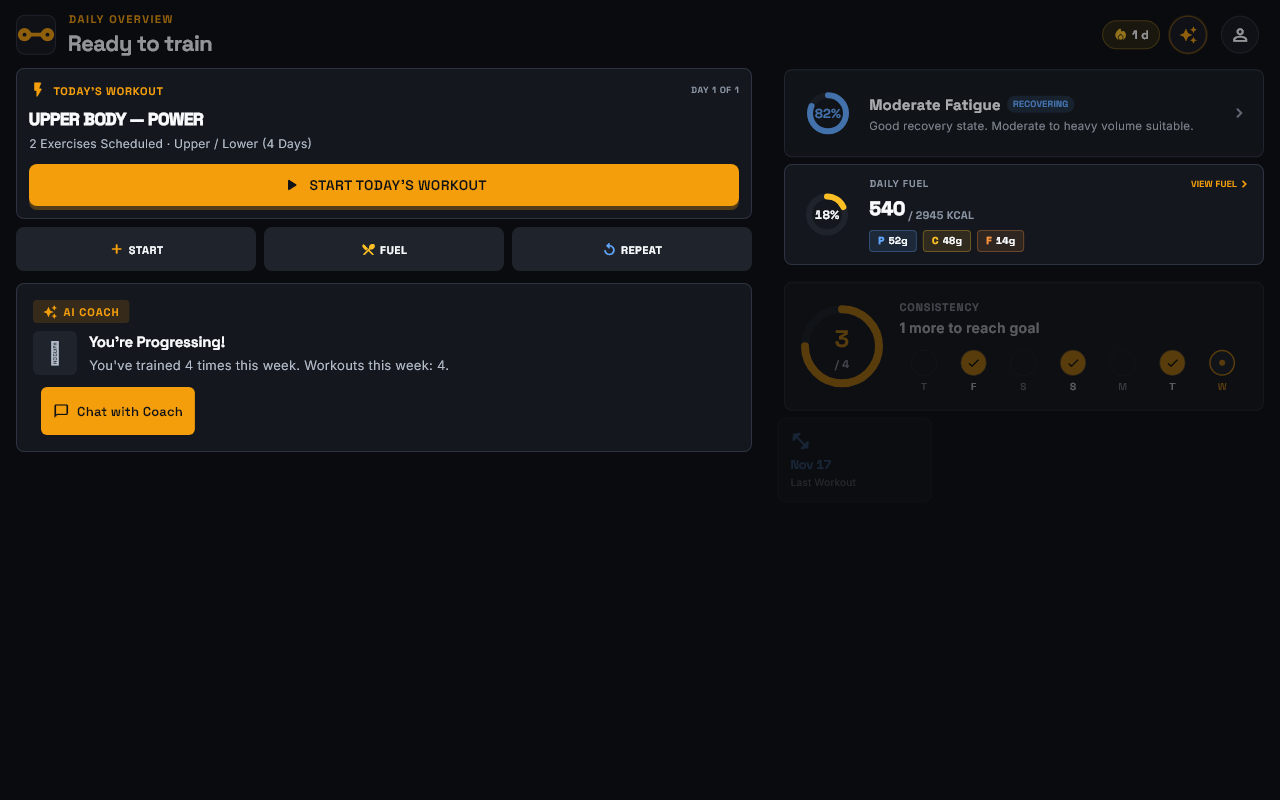 DAILY OVERVIEW
Ready to train
1 d
TODAY'S WORKOUT
DAY 1 OF 1
UPPER BODY — POWER
2 Exercises Scheduled · Upper / Lower (4 Days)
START TODAY'S WORKOUT
START
FUEL
REPEAT
AI COACH
You're Progressing!
You've trained 4 times this week. Workouts this week: 4.
Chat with Coach
82%
Moderate Fatigue RECOVERING
Good recovery state. Moderate to heavy volume suitable.
DAILY FUEL
VIEW FUEL
18%
540 / 2945 KCAL
P 52g C 48g F 14g
CONSISTENCY
1 more to reach goal
3
/ 4
T F S S M T W
Nov 17
Last Workout